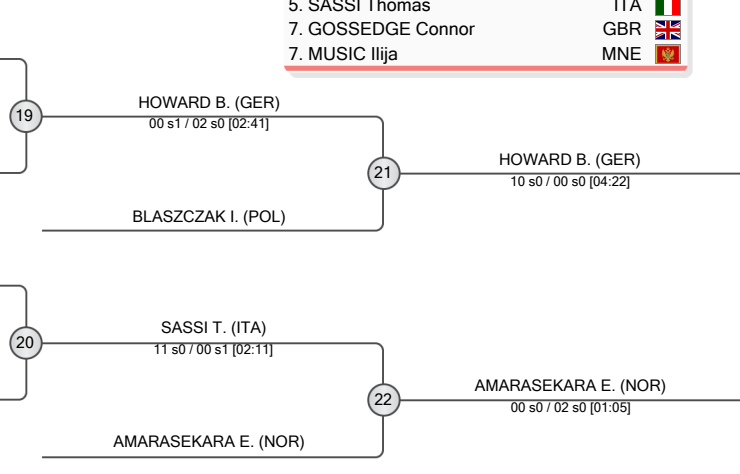 5. SASSI Thomas ITA
7. GOSSEDGE Connor GBR
7. MUSIC Ilija MNE
HOWARD B. (GER)
19
00 s1 / 02 s0 [02:41]
HOWARD B. (GER)
21
10 s0 / 00 s0 [04:22]
BLASZCZAK I. (POL)
SASSI T. (ITA)
20
11 s0 / 00 s1 [02:11]
AMARASEKARA E. (NOR)
22
00 s0 / 02 s0 [01:05]
AMARASEKARA E. (NOR)